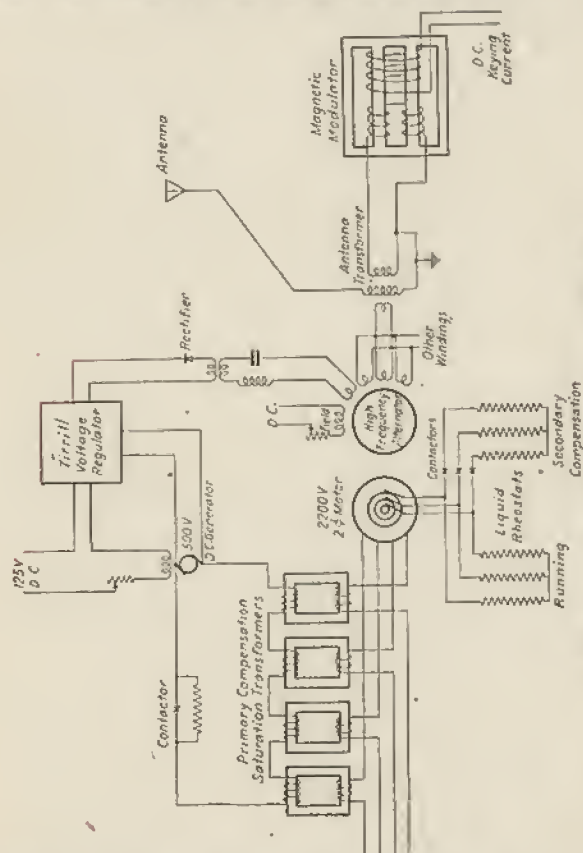 125V
D.C.
Tirrill
Voltage
Regulator
Rectifier
Antenna
Magnetic
Modulator
D.C.
Keying
Current
Antenna
Transformer
500V
D.C. Generator
D.C.
Field
High
Frequency
Alternator
Other
Windings
Contactor
Primary Compensation
Saturation Transformers
2200V
2 ϕ Motor
Contactors
Liquid
Rheostats
Running
Secondary
Compensation